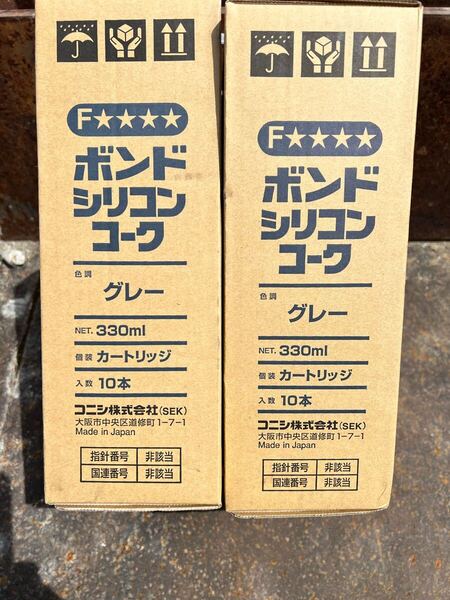 F★★★★
ボンド
シリコン
コーク
色調
グレー
NET. 330ml
個装 カートリッジ
入数 10本
コニシ株式会社(SEK)
大阪市中央区道修町1-7-1
Made in Japan
指針番号 非該当
国連番号 非該当
F★★★★
ボンド
シリコン
コーク
色調
グレー
NET. 330ml
個装 カートリッジ
入数 10本
コニシ株式会社(SEK)
大阪市中央区道修町1-7-1
Made in Japan
指針番号 非該当
国連番号 非該当